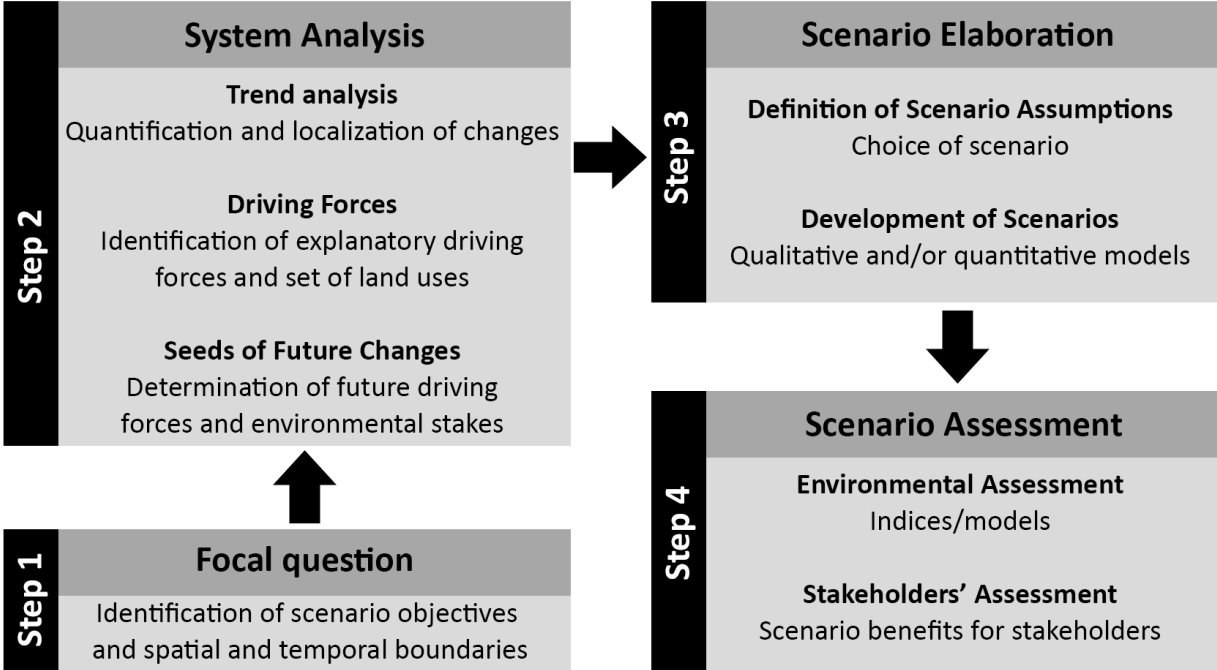 System Analysis
Step 2
Trend analysis
Quantification and localization of changes
Driving Forces
Identification of explanatory driving
forces and set of land uses
Seeds of Future Changes
Determination of future driving
forces and environmental stakes
Step 1
Focal question
Identification of scenario objectives
and spatial and temporal boundaries
Step 3
Scenario Elaboration
Definition of Scenario Assumptions
Choice of scenario
Development of Scenarios
Qualitative and/or quantitative models
Step 4
Scenario Assessment
Environmental Assessment
Indices/models
Stakeholders’ Assessment
Scenario benefits for stakeholders